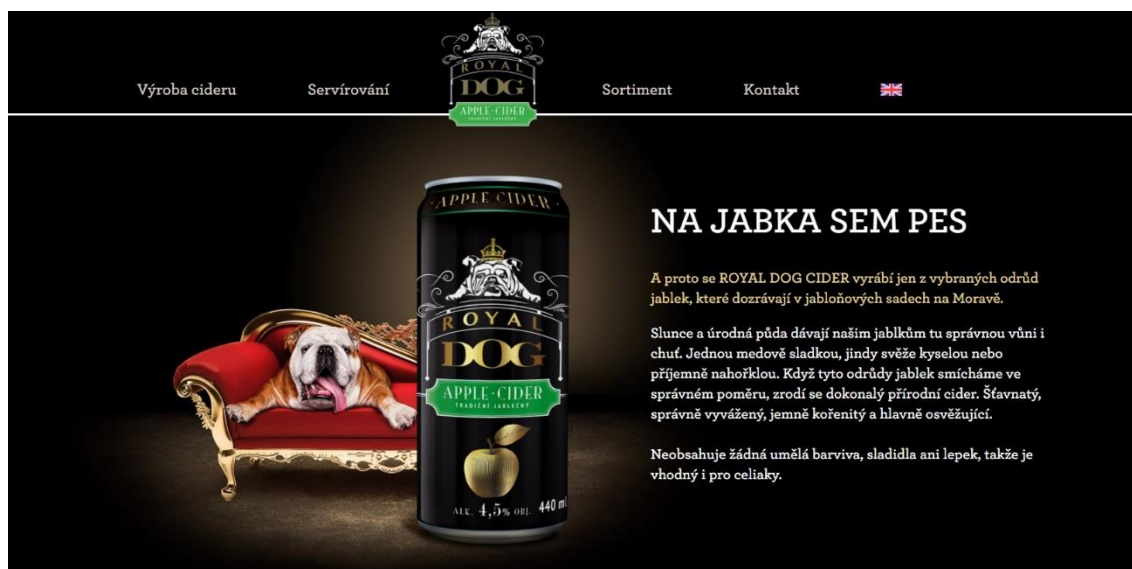 Výroba cideru
Servírování
ROYAL
DOG
APPLE·CIDER
TRADIČNÍ JABLEČNÝ
Sortiment
Kontakt
·APPLE CIDER·
ROYAL
DOG
APPLE·CIDER
TRADIČNÍ JABLEČNÝ
ALK. 4,5% OBJ. 440 ml
NA JABKA SEM PES
A proto se ROYAL DOG CIDER vyrábí jen z vybraných odrůd
jablek, které dozrávají v jabloňových sadech na Moravě.
Slunce a úrodná půda dávají našim jablkům tu správnou vůni i
chuť. Jednou medově sladkou, jindy svěže kyselou nebo
příjemně nahořklou. Když tyto odrůdy jablek smícháme ve
správném poměru, zrodí se dokonalý přírodní cider. Šťavnatý,
správně vyvážený, jemně kořenitý a hlavně osvěžující.
Neobsahuje žádná umělá barviva, sladidla ani lepek, takže je
vhodný i pro celiaky.